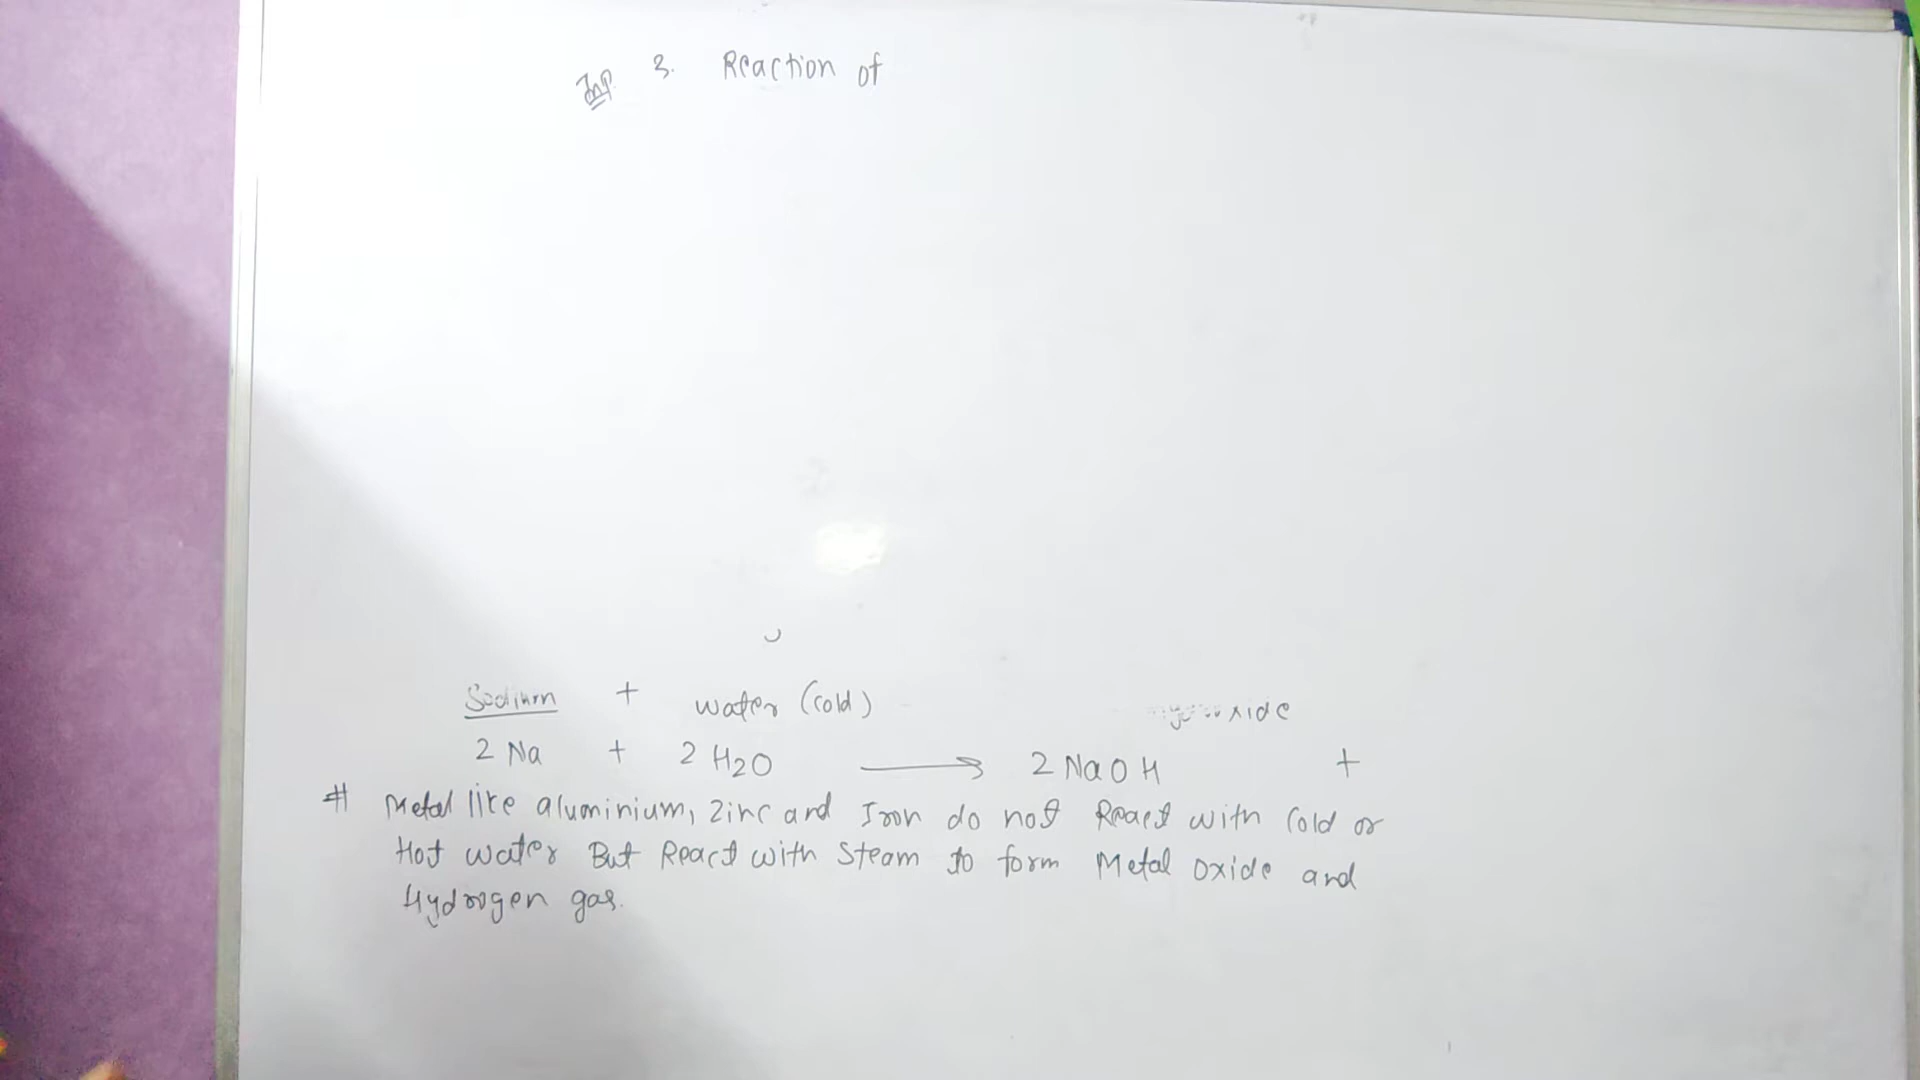 Imp. 3. Reaction of
Sodium + water (cold)
2 Na + 2 H2O → 2 NaOH +
# Metal like aluminium, Zinc and Iron do not React with Cold or
Hot water But React with Steam to form Metal oxide and
Hydrogen gas.